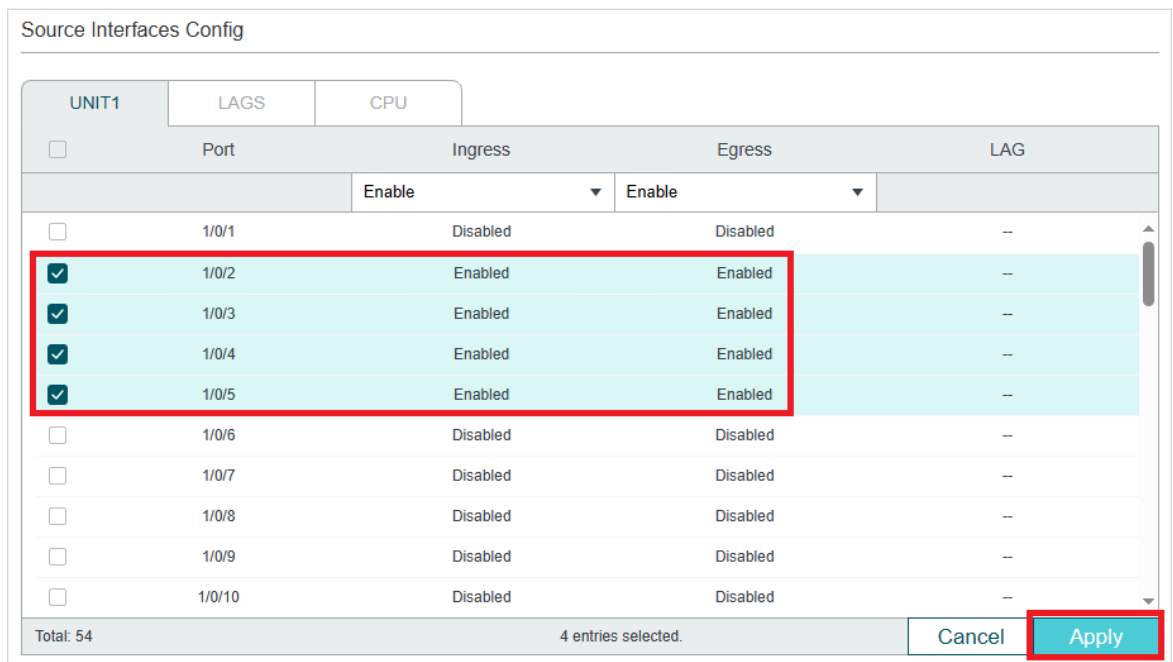 Source Interfaces Config
UNIT1 LAGS CPU
Port Ingress Egress LAG
Enable Enable
1/0/1 Disabled Disabled --
1/0/2 Enabled Enabled --
1/0/3 Enabled Enabled --
1/0/4 Enabled Enabled --
1/0/5 Enabled Enabled --
1/0/6 Disabled Disabled --
1/0/7 Disabled Disabled --
1/0/8 Disabled Disabled --
1/0/9 Disabled Disabled --
1/0/10 Disabled Disabled --
Total: 54 4 entries selected. Cancel Apply